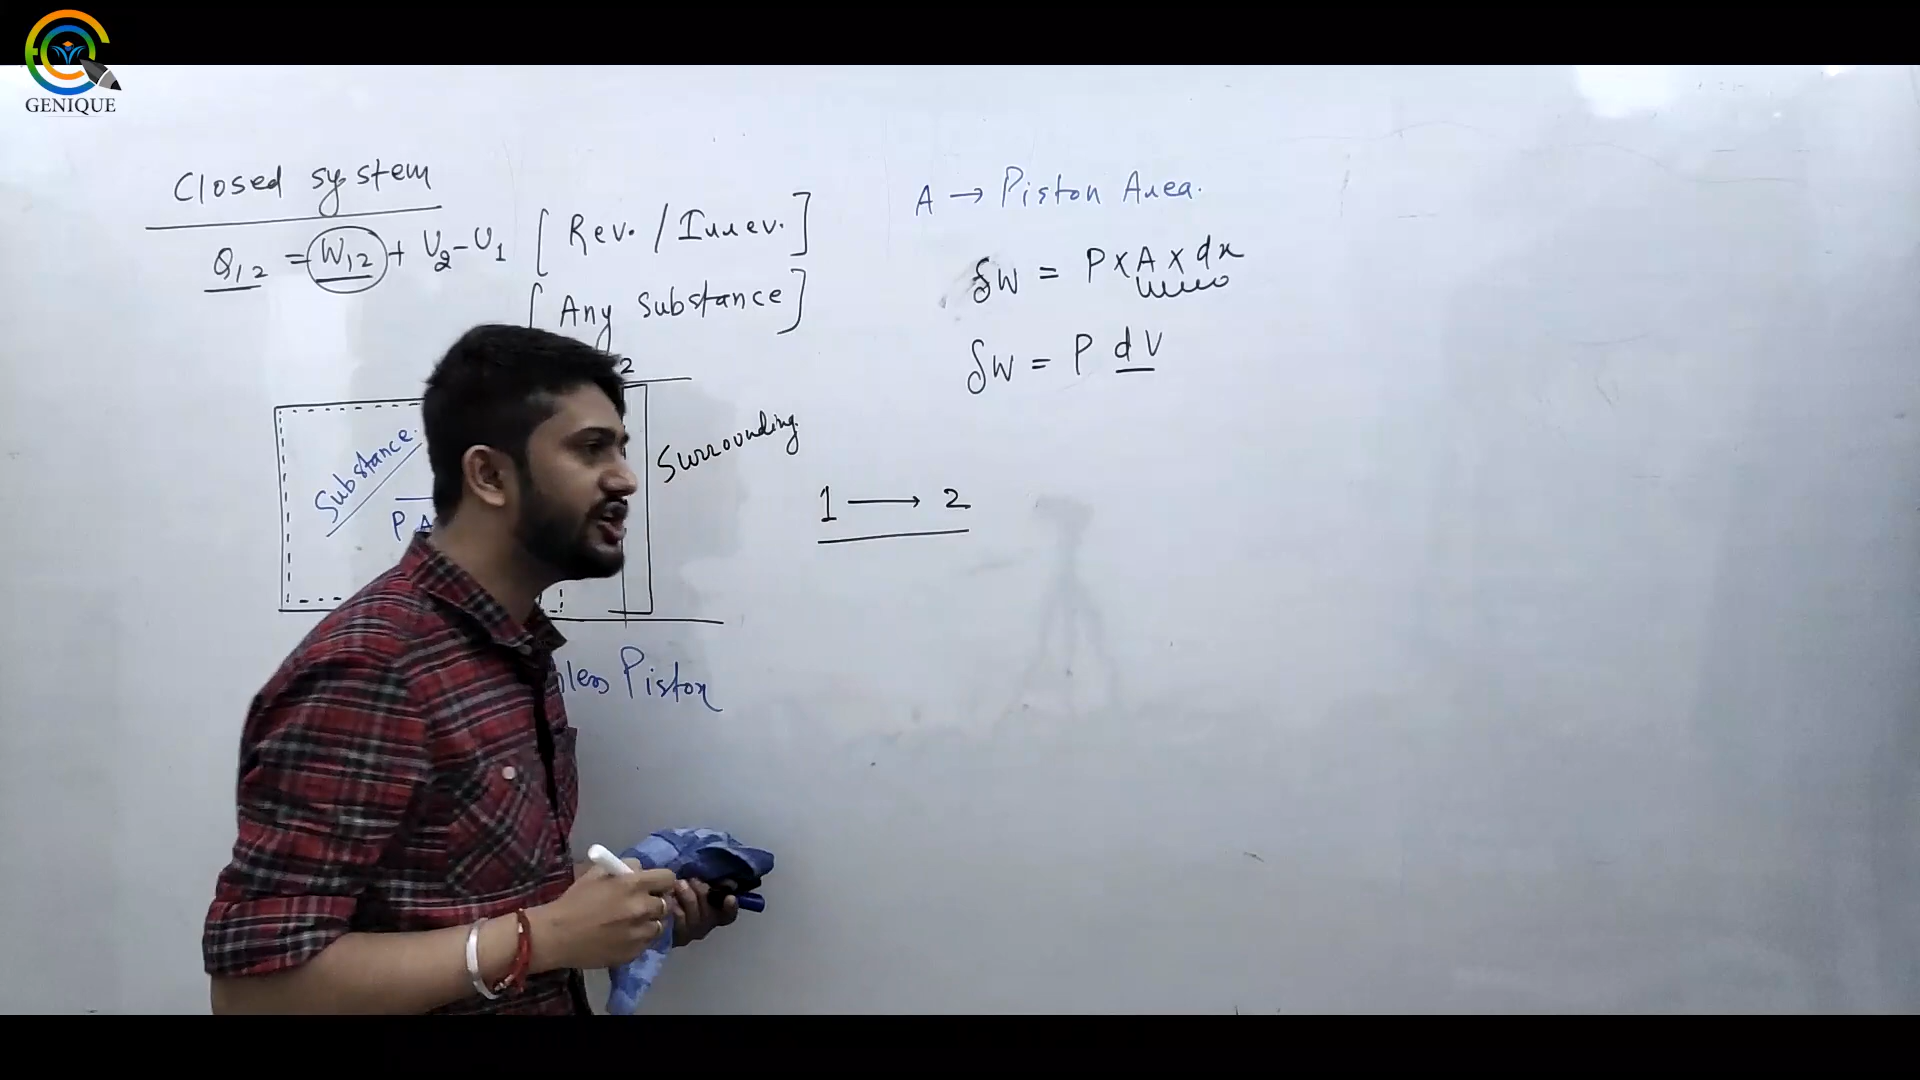 GENIQUE
Closed system
Q12 = W12 + U2 - U1 [Rev. / Irrev.]
[Any Substance]
2
Substance.
P A
Surrounding
Piston
A → Piston Area.
δW = P x A x dx
δW = P dV
1 → 2